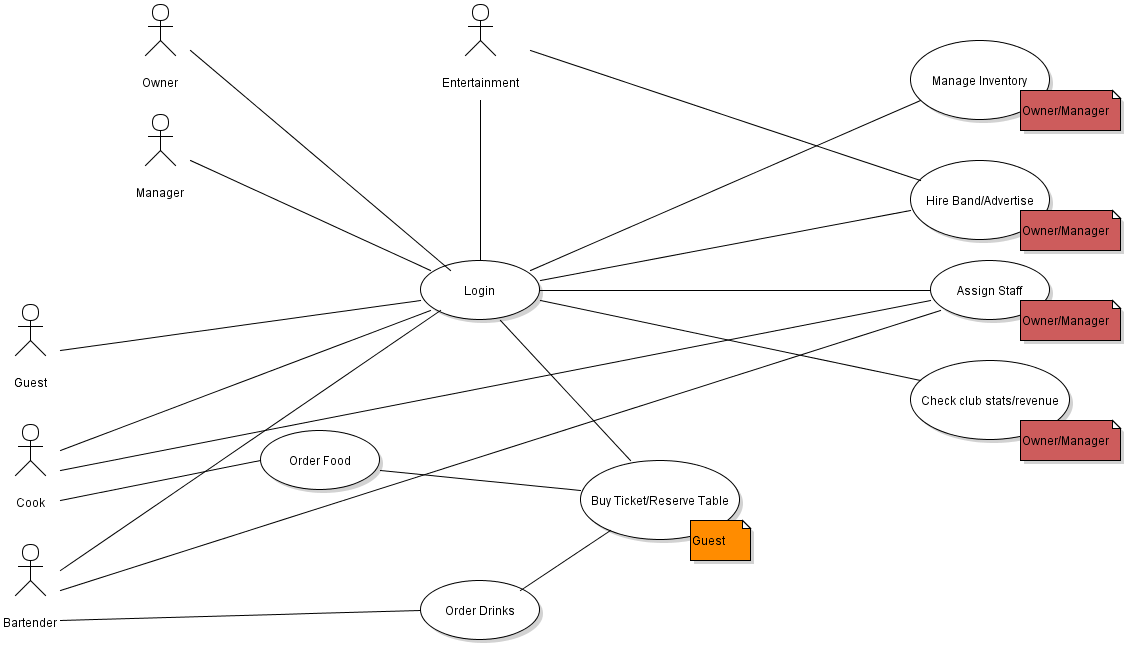 Owner
Entertainment
Manage Inventory
Owner/Manager
Manager
Hire Band/Advertise
Owner/Manager
Login
Assign Staff
Owner/Manager
Guest
Check club stats/revenue
Owner/Manager
Order Food
Cook
Buy Ticket/Reserve Table
Guest
Order Drinks
Bartender